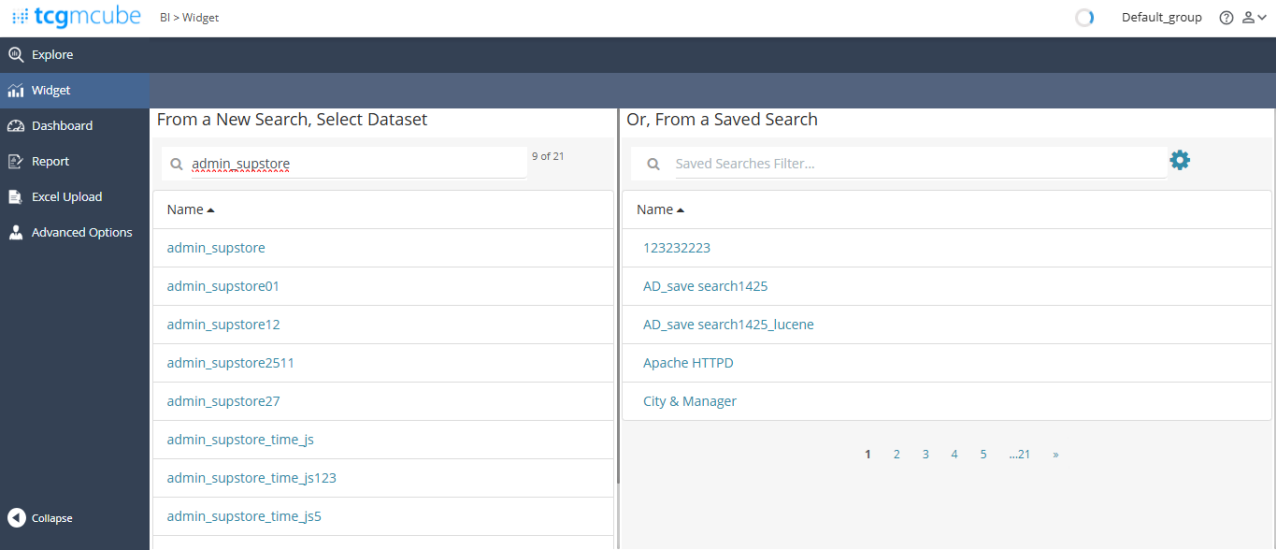 tcgmcube BI > Widget Default_group
Explore
Widget
Dashboard
Report
Excel Upload
Advanced Options
Collapse
From a New Search, Select Dataset
admin_supstore 9 of 21
Name
admin_supstore
admin_supstore01
admin_supstore12
admin_supstore2511
admin_supstore27
admin_supstore_time_js
admin_supstore_time_js123
admin_supstore_time_js5
Or, From a Saved Search
Saved Searches Filter...
Name
123232223
AD_save search1425
AD_save search1425_lucene
Apache HTTPD
City & Manager
1 2 3 4 5 ...21 »